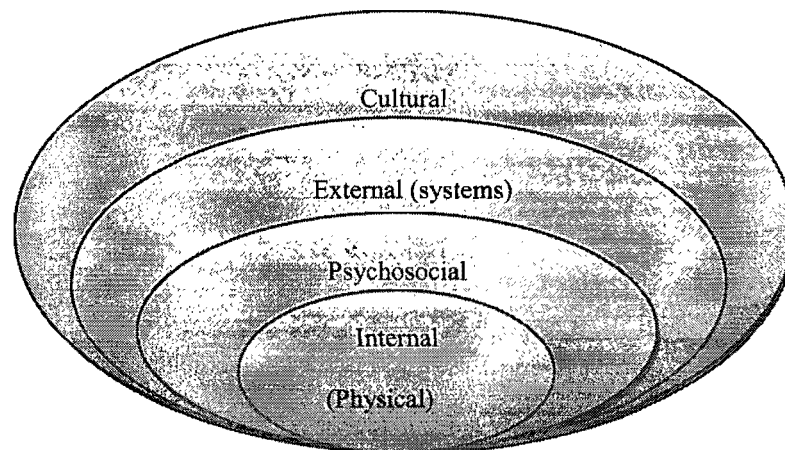 Cultural
External (systems)
Psychosocial
Internal
(Physical)